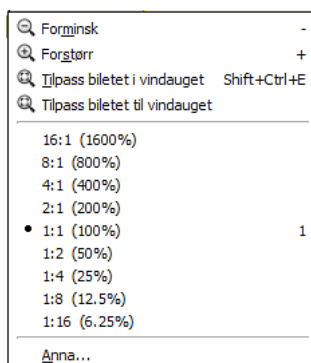 Forminsk -
Forstørr +
Tilpass biletet i vindauget Shift+Ctrl+E
Tilpass biletet til vindauget
16:1 (1600%)
8:1 (800%)
4:1 (400%)
2:1 (200%)
1:1 (100%) 1
1:2 (50%)
1:4 (25%)
1:8 (12.5%)
1:16 (6.25%)
Anna...